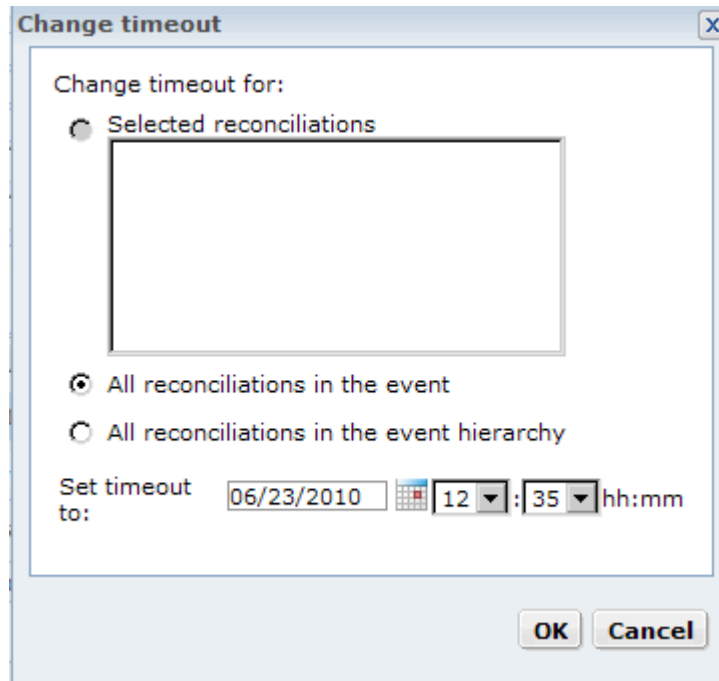 Change timeout
X
Change timeout for:
Selected reconciliations
All reconciliations in the event
All reconciliations in the event hierarchy
Set timeout
to:
06/23/2010 12 : 35 hh:mm
OK Cancel